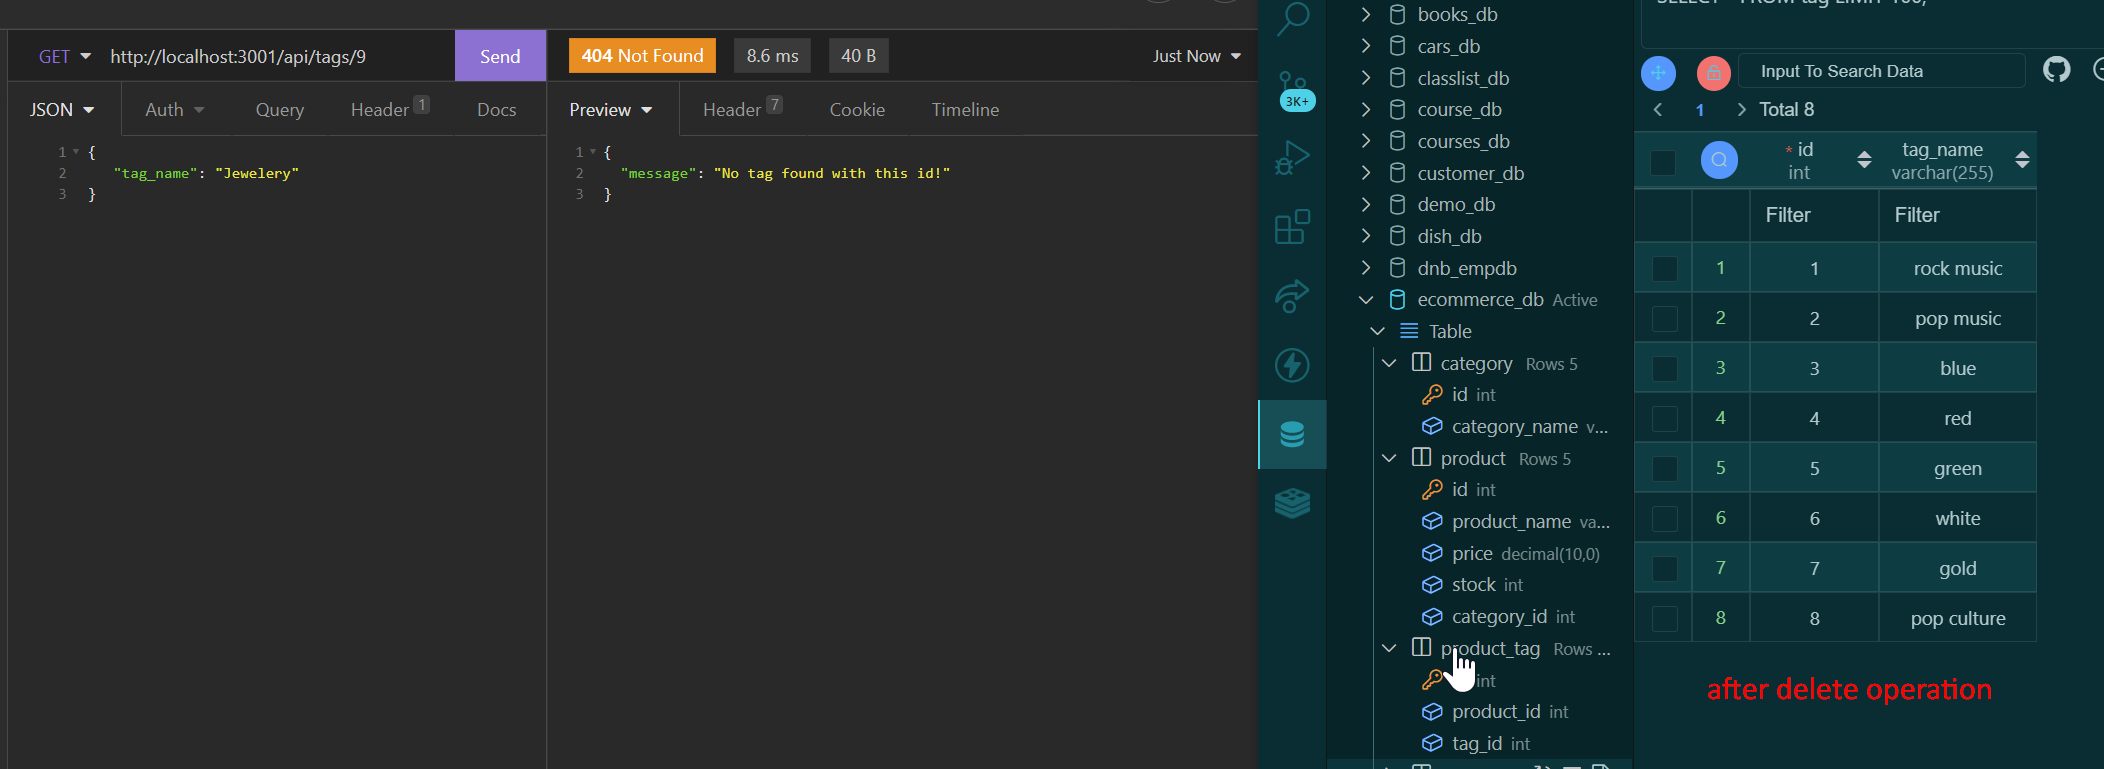 GET http://localhost:3001/api/tags/9 Send
404 Not Found 8.6 ms 40 B Just Now
JSON Auth Query Header 1 Docs
Preview Header 7 Cookie Timeline
1 {
2 "tag_name": "Jewelery"
3 }
1 {
2 "message": "No tag found with this id!"
3 }
3K+
books_db
cars_db
classlist_db
course_db
courses_db
customer_db
demo_db
dish_db
dnb_empdb
ecommerce_db Active
Table
category Rows 5
id int
category_name v...
product Rows 5
id int
product_name va...
price decimal(10,0)
stock int
category_id int
product_tag Rows ...
int
product_id int
tag_id int
Input To Search Data
1 Total 8
* id tag_name
int varchar(255)
Filter Filter
1 1 rock music
2 2 pop music
3 3 blue
4 4 red
5 5 green
6 6 white
7 7 gold
8 8 pop culture
after delete operation